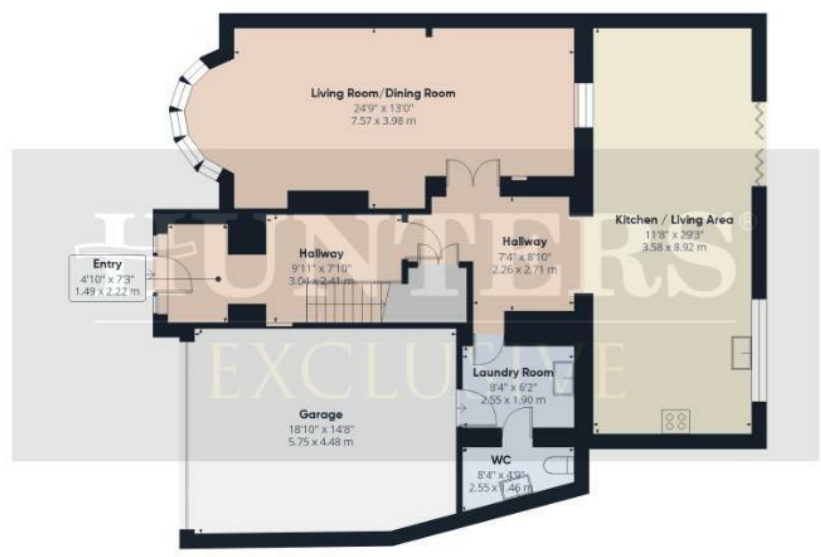 Living Room/Dining Room
24'9" x 13'0"
7.57 x 3.98 m
HUNTERS®
EXCLUSIVE
Kitchen / Living Area
11'8" x 29'3"
3.58 x 8.92 m
Hallway
9'11" x 7'10"
3.04 x 2.41 m
Hallway
7'4" x 8'10"
2.26 x 2.71 m
Entry
4'10" x 7'3"
1.49 x 2.22 m
Laundry Room
8'4" x 6'2"
2.55 x 1.90 m
Garage
18'10" x 14'8"
5.75 x 4.48 m
WC
8'4" x 4'9"
2.55 x 1.46 m